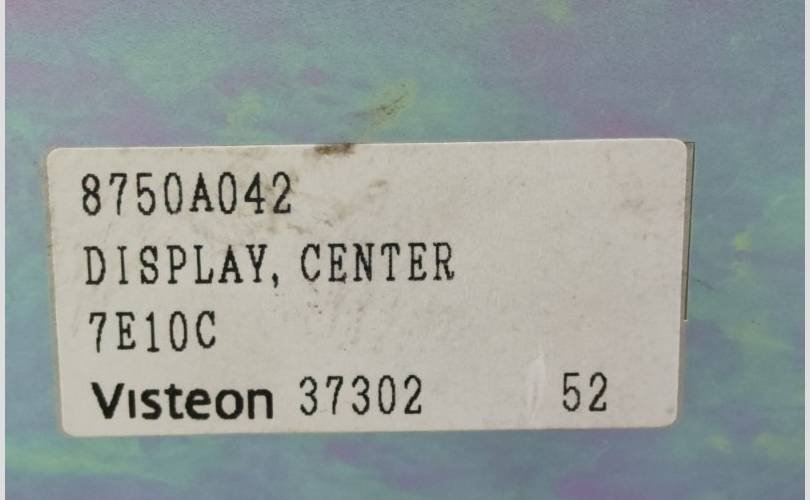 8750A042
DISPLAY, CENTER
7E10C
Visteon 37302 52